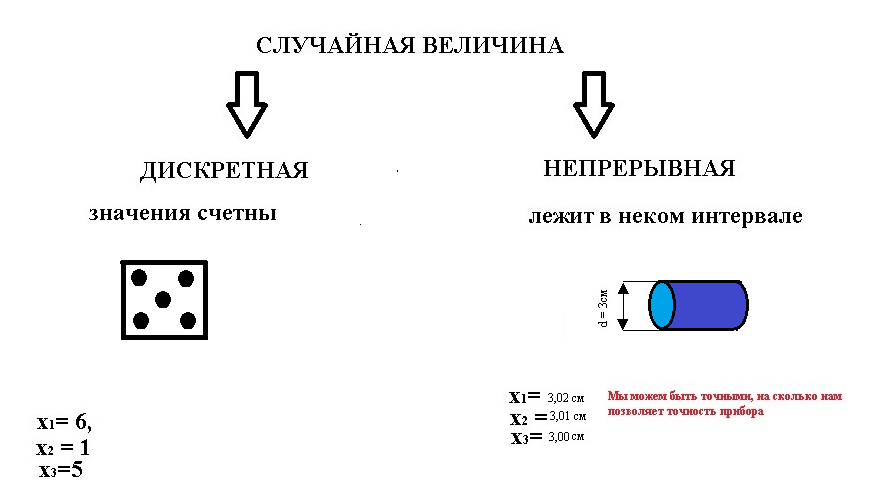 СЛУЧАЙНАЯ ВЕЛИЧИНА
ДИСКРЕТНАЯ
значения счетны
x1= 6,
x2 = 1
x3=5
НЕПРЕРЫВНАЯ
лежит в неком интервале
d = 3см
x1= 3,02 см
x2 = 3,01 см
x3= 3,00 см
Мы можем быть точными, на сколько нам
позволяет точность прибора